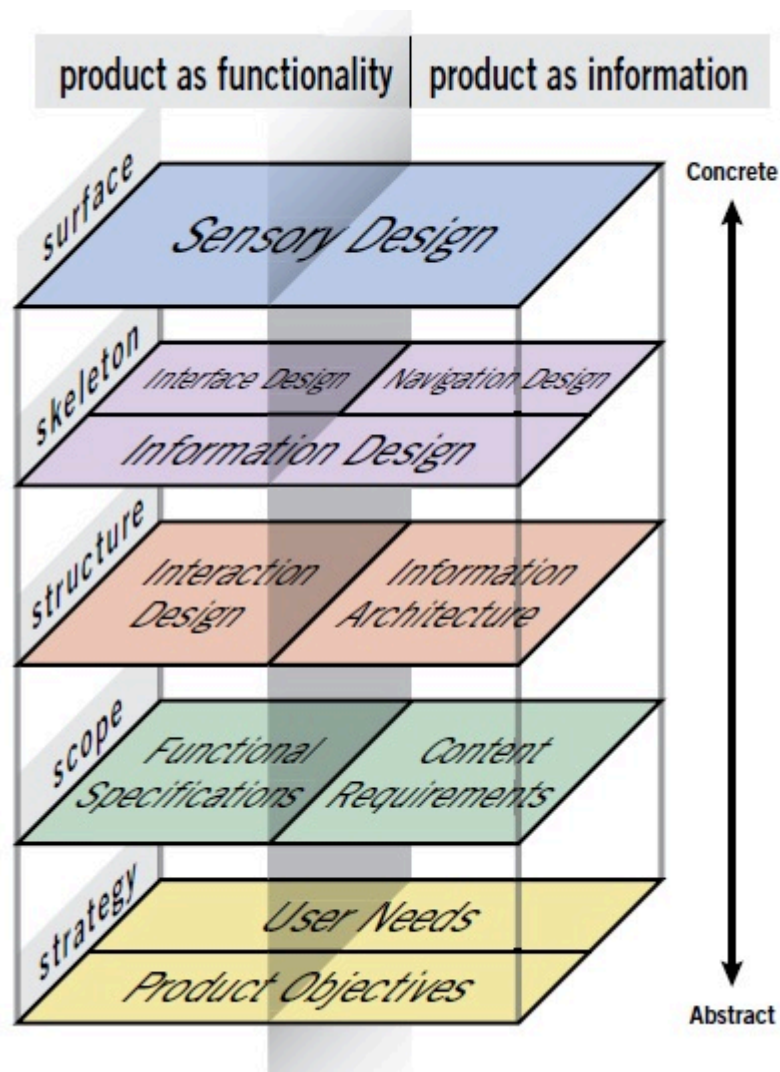 product as functionality
product as information
Concrete
surface
Sensory Design
skeleton
Interface Design
Navigation Design
Information Design
structure
Interaction
Design
Information
Architecture
scope
Functional
Specifications
Content
Requirements
strategy
User Needs
Product Objectives
Abstract